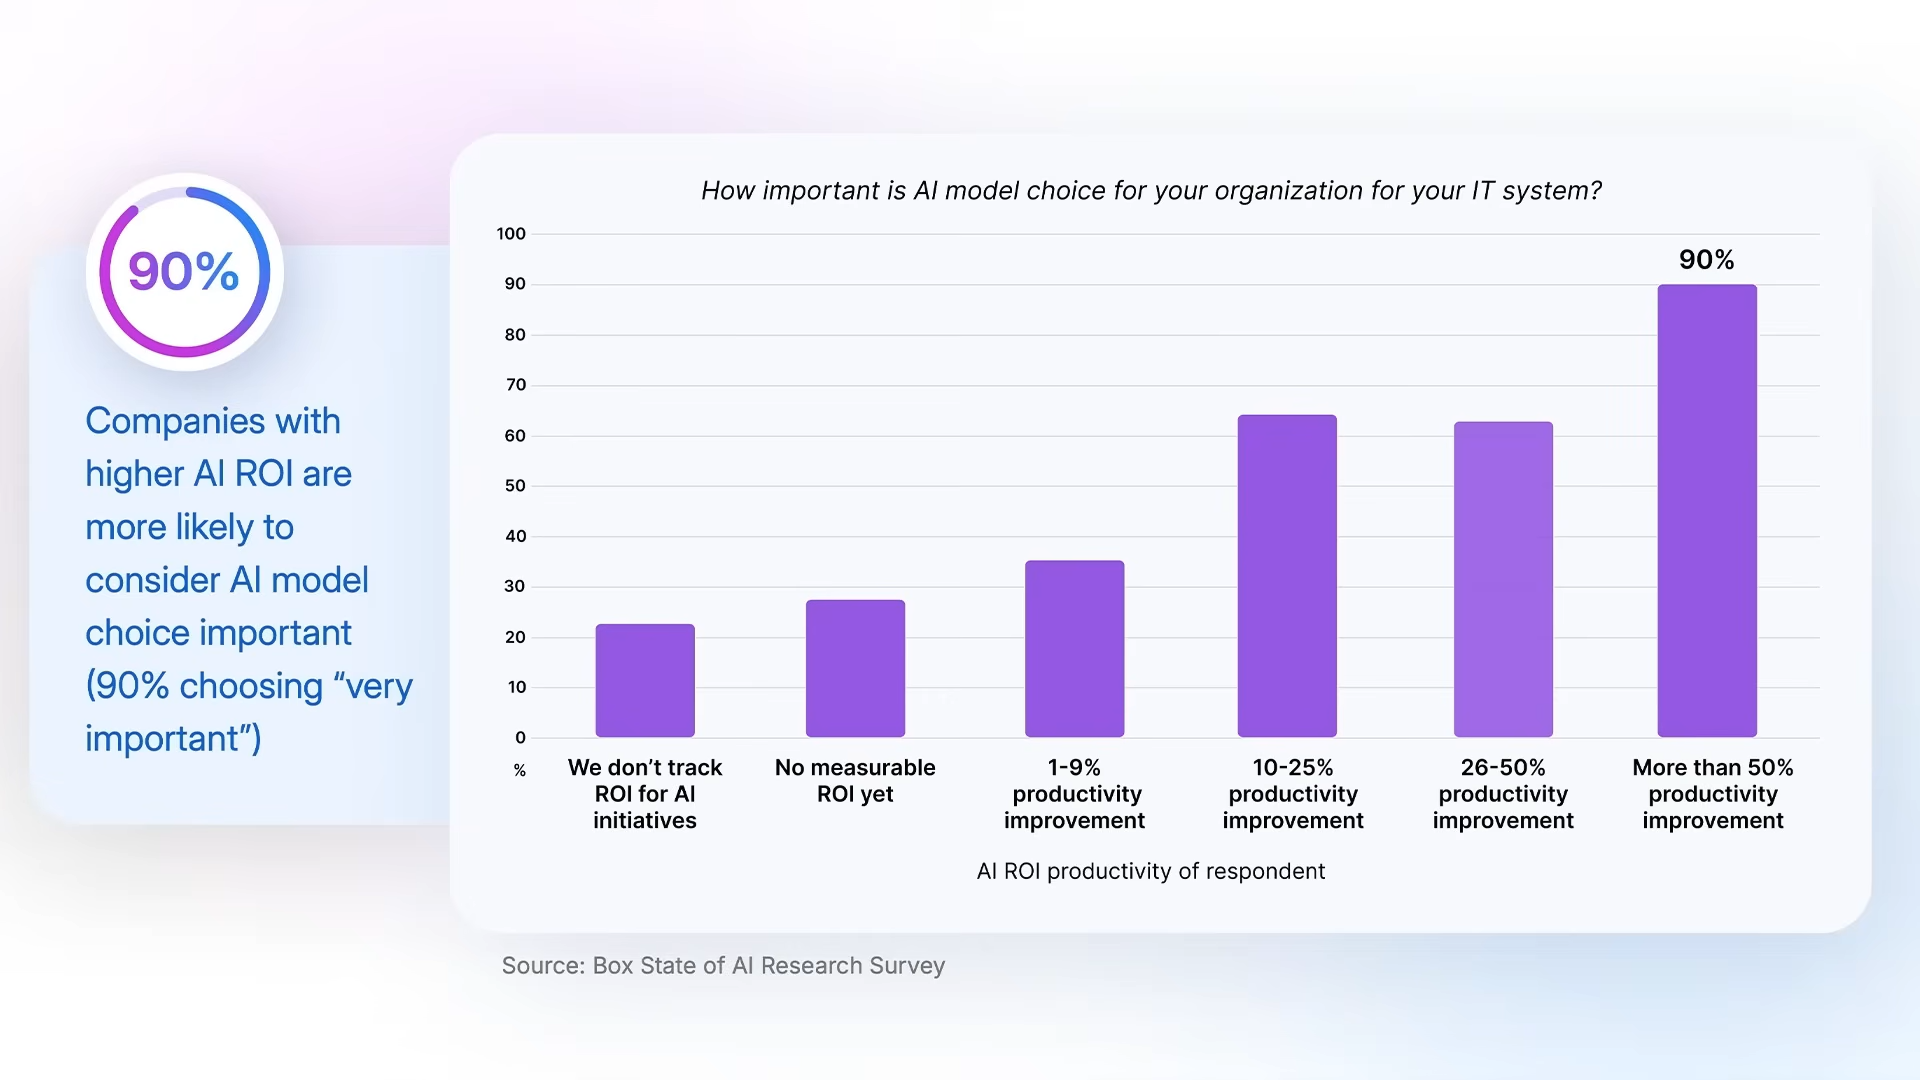 90%
Companies with
higher AI ROI are
more likely to
consider AI model
choice important
(90% choosing “very
important”)
How important is AI model choice for your organization for your IT system?
100
90
80
70
60
50
40
30
20
10
0
%
90%
We don’t track
ROI for AI
initiatives
No measurable
ROI yet
1-9%
productivity
improvement
10-25%
productivity
improvement
26-50%
productivity
improvement
More than 50%
productivity
improvement
AI ROI productivity of respondent
Source: Box State of AI Research Survey